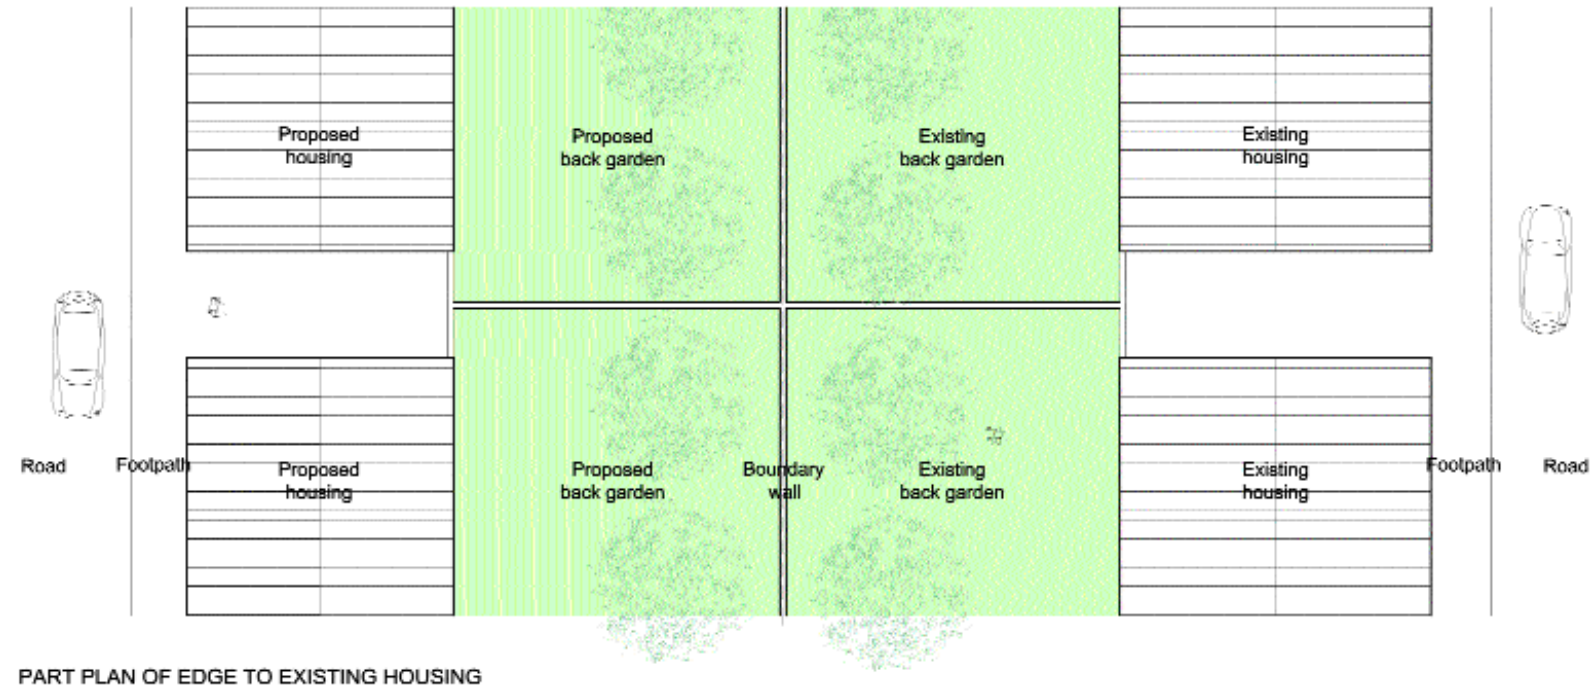 Proposed
housing
Proposed
back garden
Existing
back garden
Existing
housing
Road
Footpath
Proposed
housing
Proposed
back garden
Boundary
wall
Existing
back garden
Existing
housing
Footpath
Road
PART PLAN OF EDGE TO EXISTING HOUSING